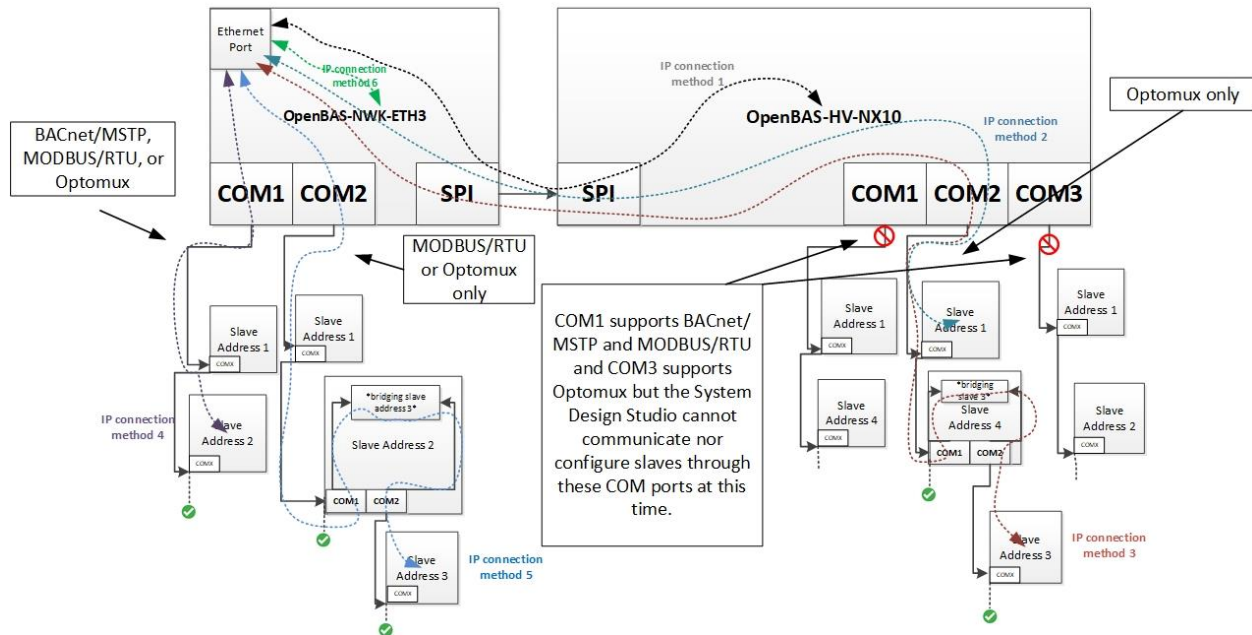 Ethernet
Port
IP connection
method 6
OpenBAS-NWK-ETH3
COM1
COM2
SPI
IP connection
method 1
OpenBAS-HV-NX10
IP connection
method 2
SPI
COM1
COM2
COM3
Optomux only
BACnet/MSTP,
MODBUS/RTU, or
Optomux
MODBUS/RTU
or Optomux
only
Slave
Address 1
COMX
Slave
Address 1
COMX
IP connection
method 4
Slave
Address 2
COMX
*bridging slave
address 3*
Slave Address 2
COM1
COM2
Slave
Address 3
COMX
IP connection
method 5
COM1 supports BACnet/
MSTP and MODBUS/RTU
and COM3 supports
Optomux but the System
Design Studio cannot
communicate nor
configure slaves through
these COM ports at this
time.
Slave
Address 1
COMX
Slave
Address 4
COMX
Slave
Address 1
COMX
*bridging
slave 3*
Slave
Address 4
COM1
COM2
Slave
Address 3
COMX
IP connection
method 3
Slave
Address 1
COMX
Slave
Address 2
COMX